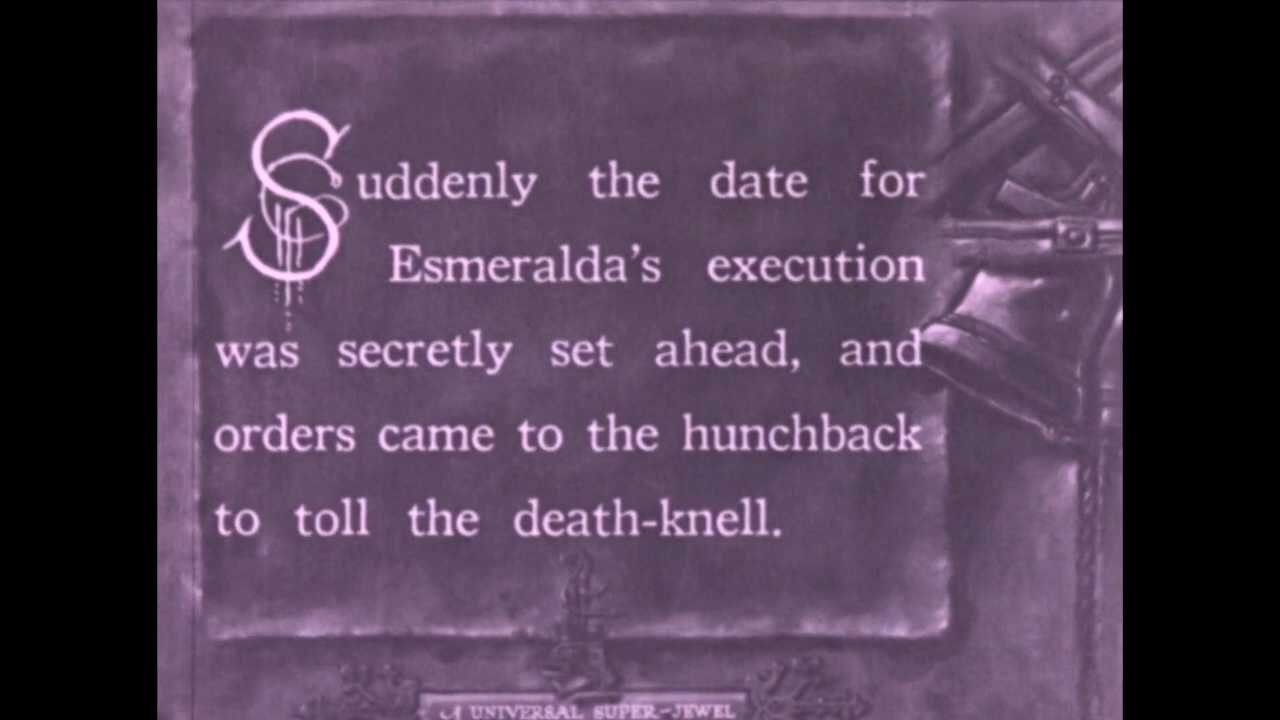 Suddenly the date for
Esmeralda's execution
was secretly set ahead, and
orders came to the hunchback
to toll the death-knell.
A UNIVERSAL SUPER-JEWEL